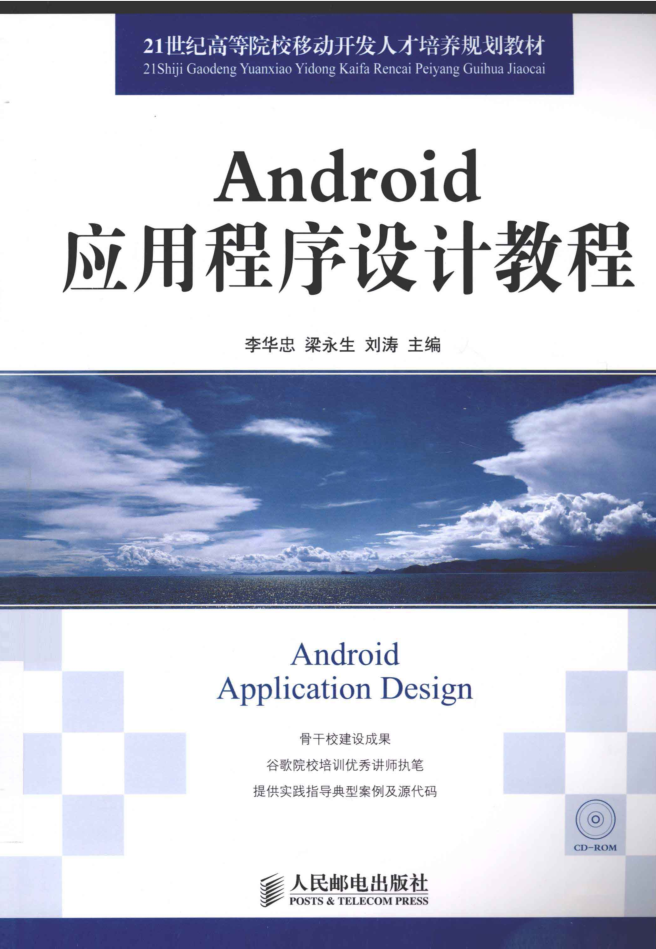 21世纪高等院校移动开发人才培养规划教材
21Shiji Gaodeng Yuanxiao Yidong Kaifa Rencai Peiyang Guihua Jiaocai
Android
应用程序设计教程
李华忠 梁永生 刘涛 主编
Android
Application Design
骨干校建设成果
谷歌院校培训优秀讲师执笔
提供实践指导典型案例及源代码
CD-ROM
人民邮电出版社
POSTS & TELECOM PRESS